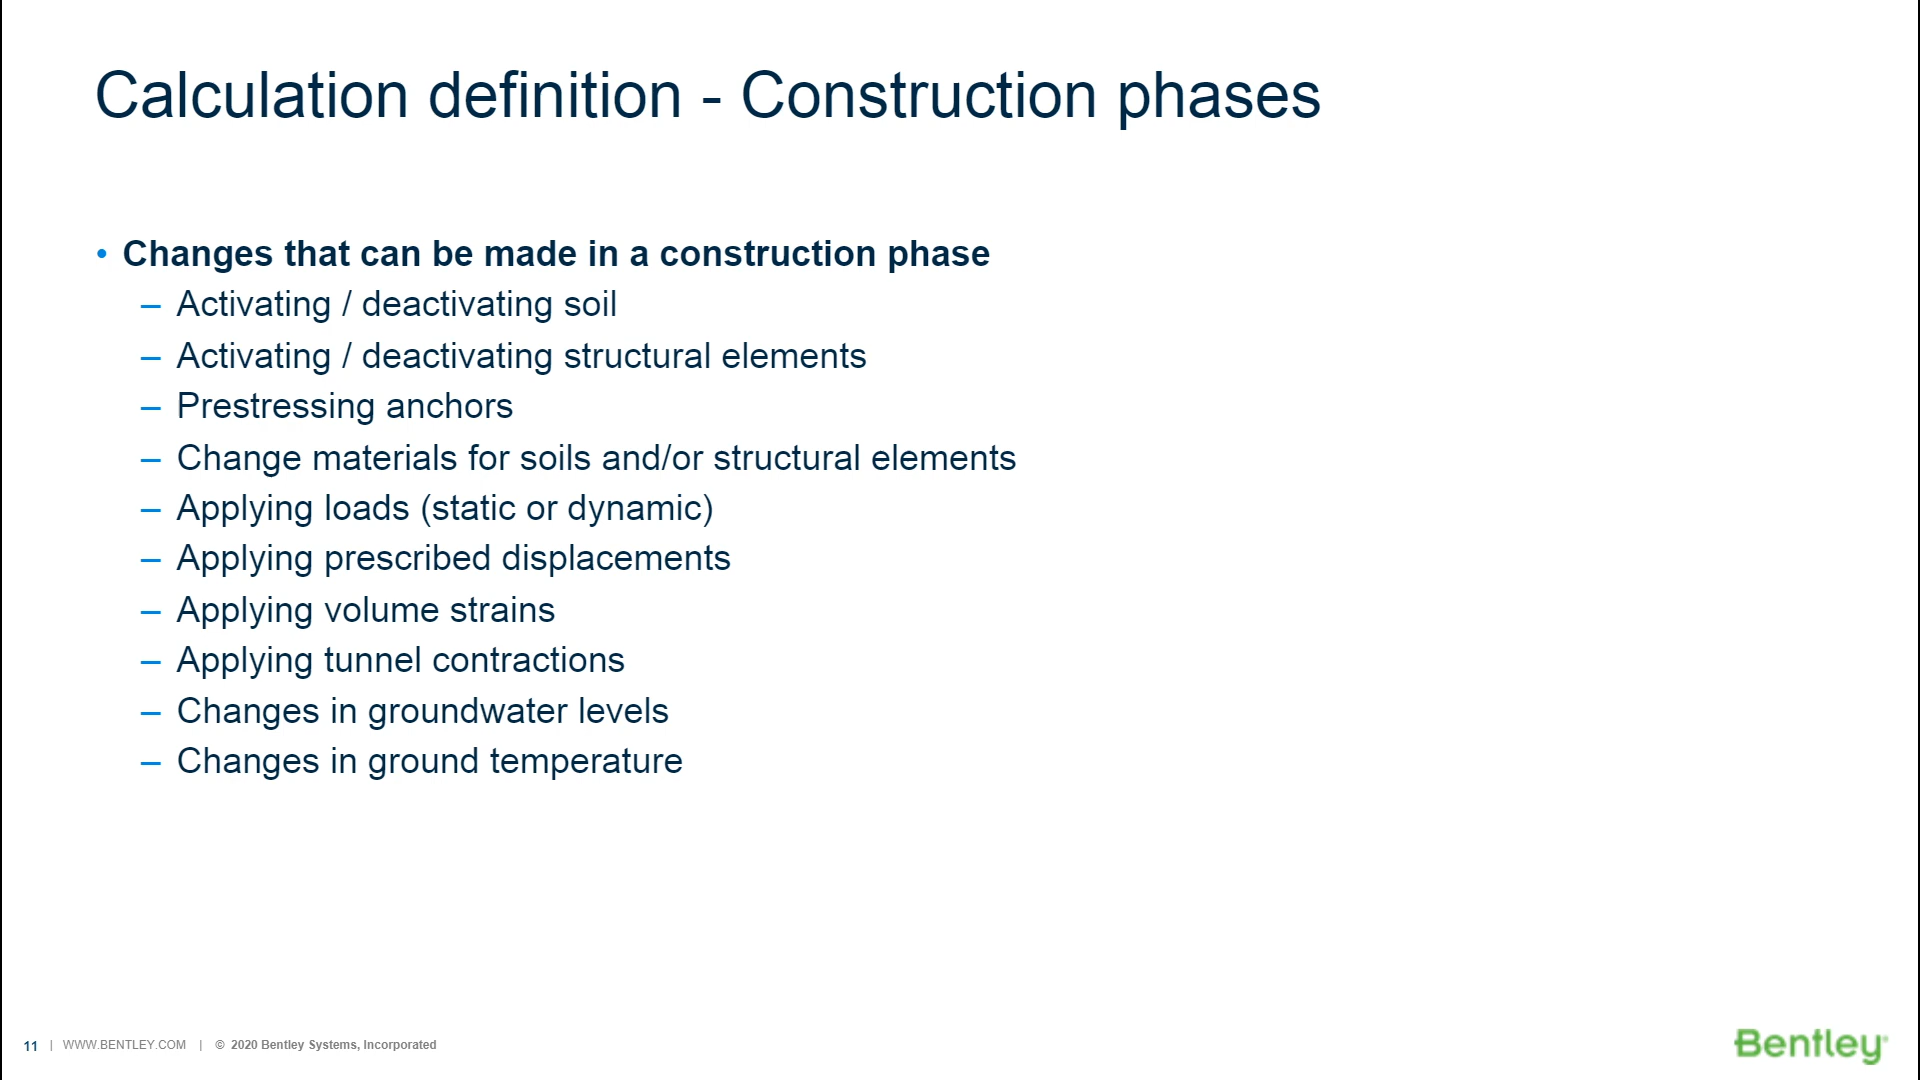 Calculation definition - Construction phases
• Changes that can be made in a construction phase
– Activating / deactivating soil
– Activating / deactivating structural elements
– Prestressing anchors
– Change materials for soils and/or structural elements
– Applying loads (static or dynamic)
– Applying prescribed displacements
– Applying volume strains
– Applying tunnel contractions
– Changes in groundwater levels
– Changes in ground temperature
11 | WWW.BENTLEY.COM | © 2020 Bentley Systems, Incorporated
Bentley®